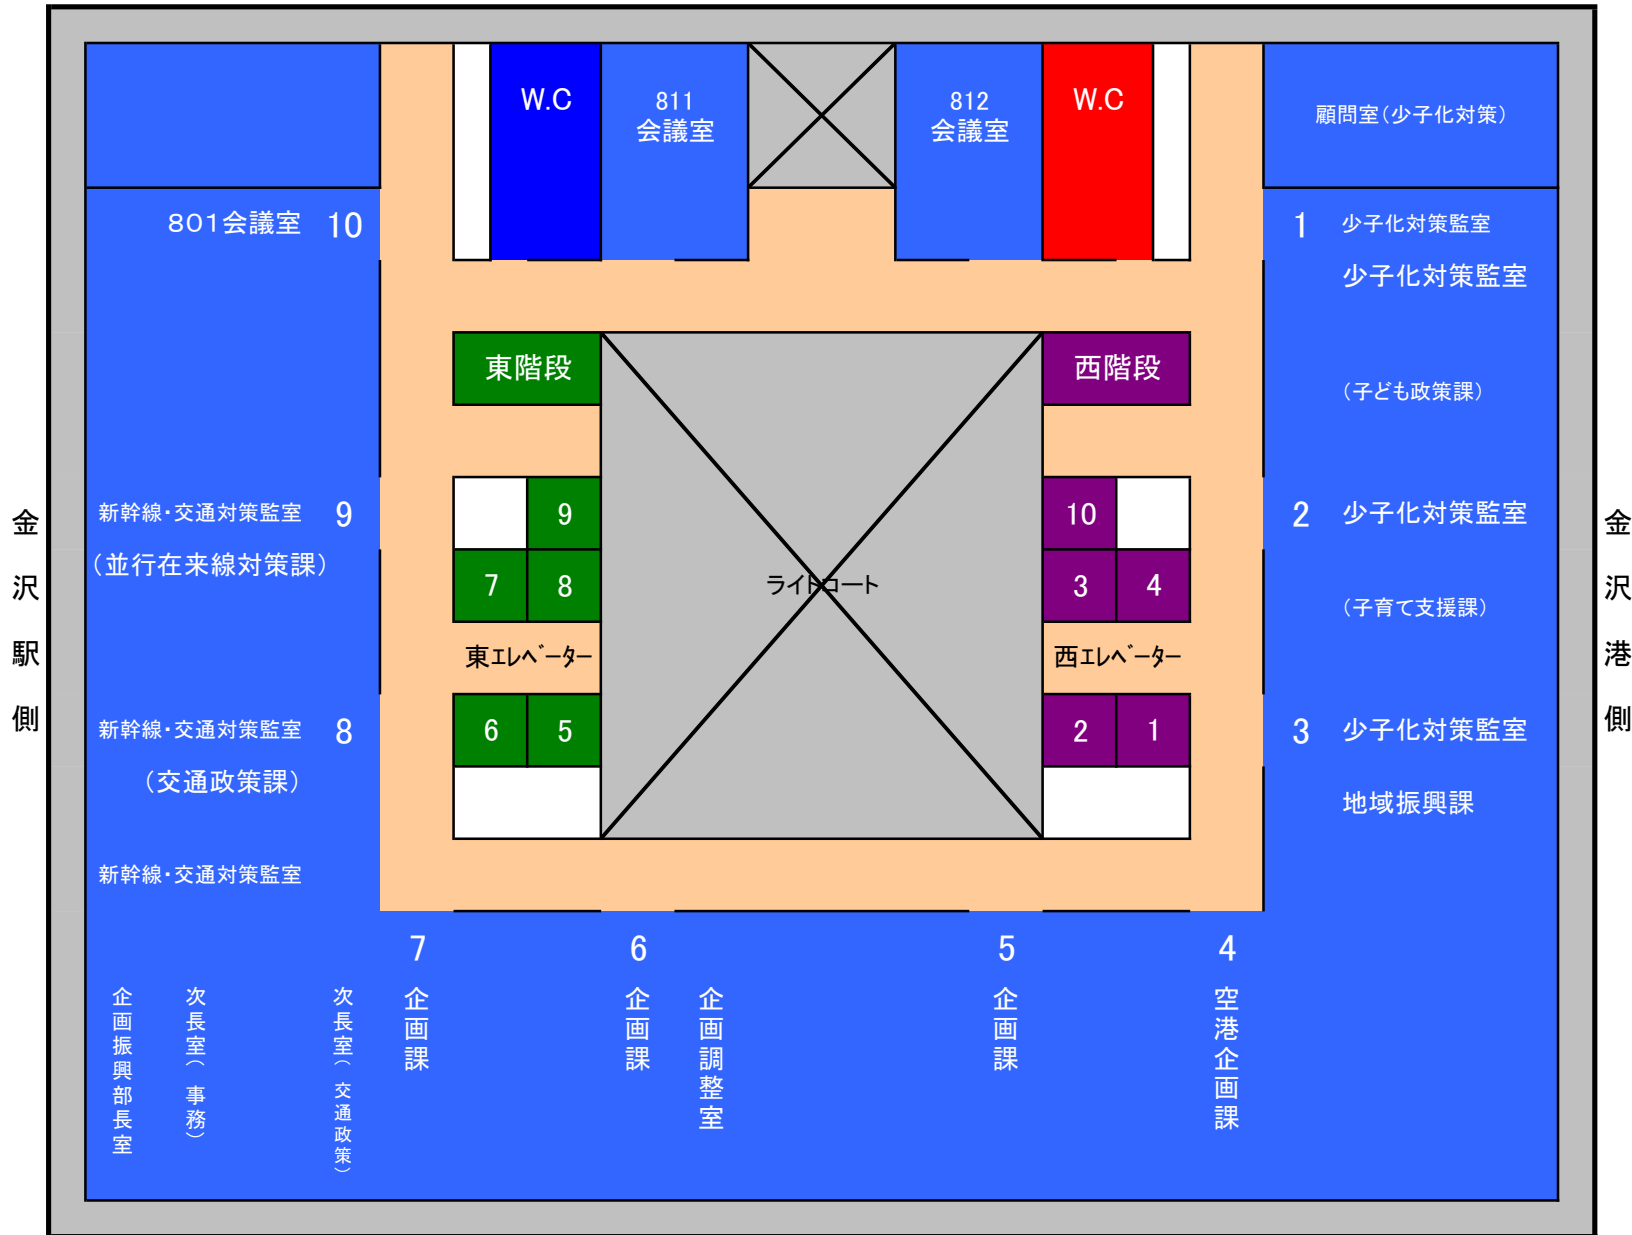 W.C
811
会議室
812
会議室
W.C
顧問室(少子化対策)
801会議室 10
1 少子化対策監室
少子化対策監室
東階段
西階段
(子ども政策課)
金沢駅側
新幹線・交通対策監室 9
(並行在来線対策課)
9
7 8
東エレベーター
6 5
ライトコート
10
3 4
西エレベーター
2 1
2 少子化対策監室
(子育て支援課)
金沢港側
新幹線・交通対策監室 8
(交通政策課)
3 少子化対策監室
地域振興課
新幹線・交通対策監室
7
6
5
4
企画振興部長室
次長室(事務)
次長室(交通政策)
企画課
企画課
企画調整室
企画課
空港企画課